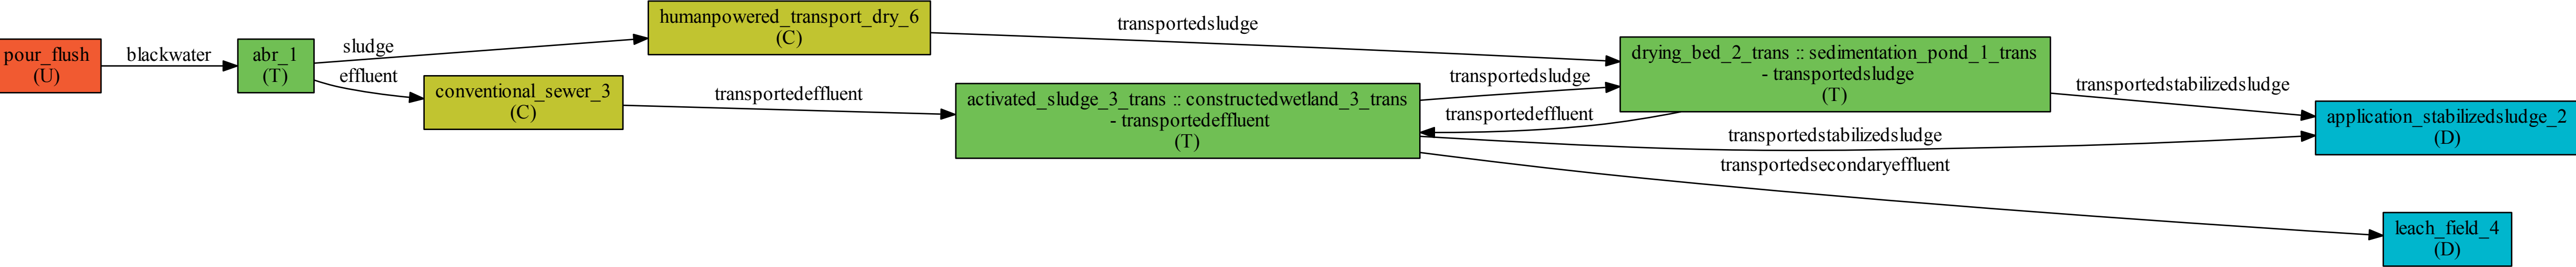 pour_flush
(U)
blackwater
abr_1
(T)
sludge
effluent
humanpowered_transport_dry_6
(C)
conventional_sewer_3
(C)
transportedsludge
transportedeffluent
activated_sludge_3_trans :: constructedwetland_3_trans
- transportedeffluent
(T)
transportedsludge
transportedeffluent
drying_bed_2_trans :: sedimentation_pond_1_trans
- transportedsludge
(T)
transportedstabilizedsludge
transportedstabilizedsludge
transportedsecondaryeffluent
application_stabilizedsludge_2
(D)
leach_field_4
(D)